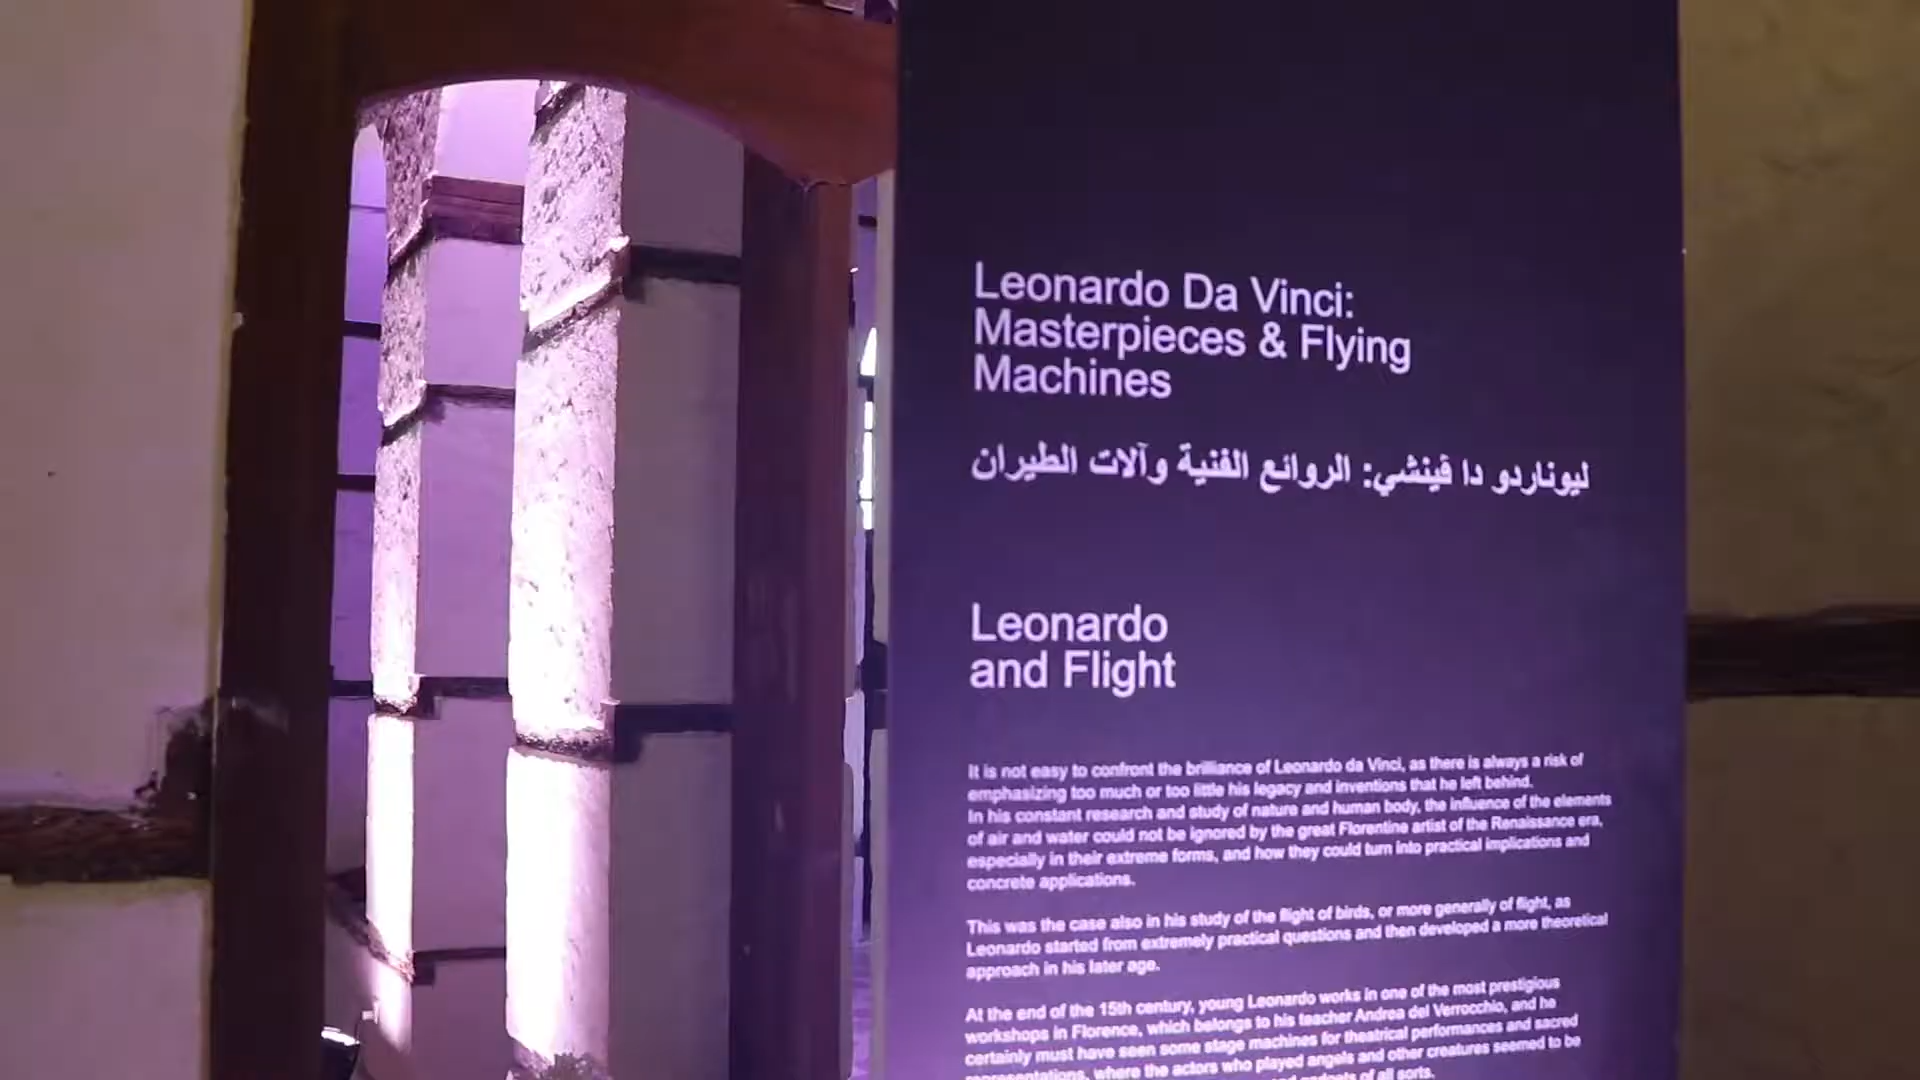 Leonardo Da Vinci:
Masterpieces & Flying
Machines
ليوناردو دا ڤينشي: الروائع الفنية وآلات الطيران
Leonardo
and Flight
It is not easy to confront the brilliance of Leonardo da Vinci, as there is always a risk of
emphasizing too much or too little his legacy and inventions that he left behind.
In his constant research and study of nature and human body, the influence of the elements
of air and water could not be ignored by the great Florentine artist of the Renaissance era,
especially in their extreme forms, and how they could turn into practical implications and
concrete applications.
This was the case also in his study of the flight of birds, or more generally of flight, as
Leonardo started from extremely practical questions and then developed a more theoretical
approach in his later age.
At the end of the 15th century, young Leonardo works in one of the most prestigious
workshops in Florence, which belongs to his teacher Andrea del Verrocchio, and he
certainly must have seen some stage machines for theatrical performances and sacred
representations, where the actors who played angels and other creatures seemed to be
and gadgets of all sorts.